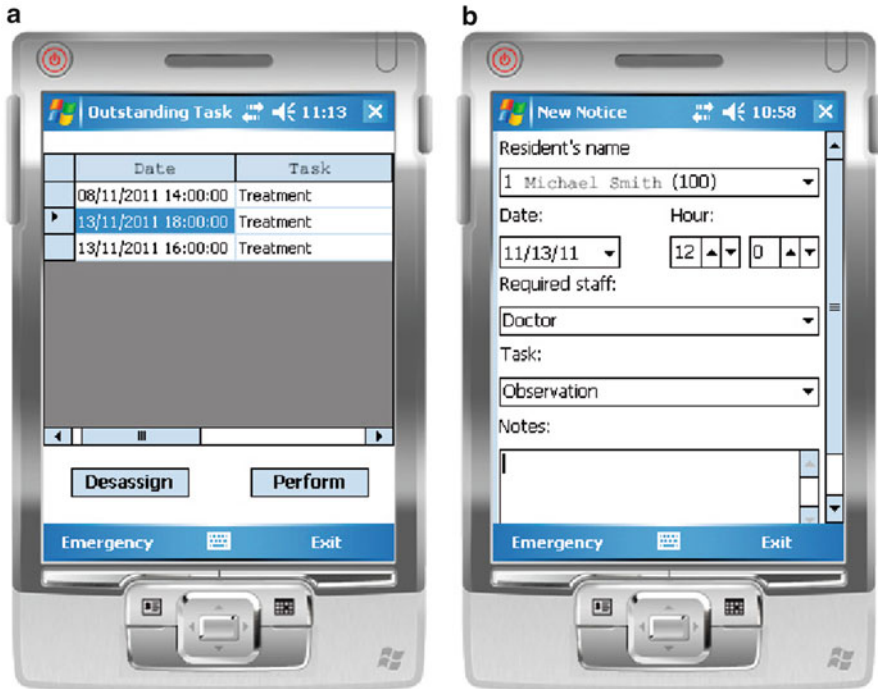 a
Outstanding Task 11:13
Date Task
08/11/2011 14:00:00 Treatment
13/11/2011 18:00:00 Treatment
13/11/2011 16:00:00 Treatment
Desassign Perform
Emergency Exit
b
New Notice 10:58
Resident's name
1 Michael Smith (100)
Date: Hour:
11/13/11 12 0
Required staff:
Doctor
Task:
Observation
Notes:
Emergency Exit